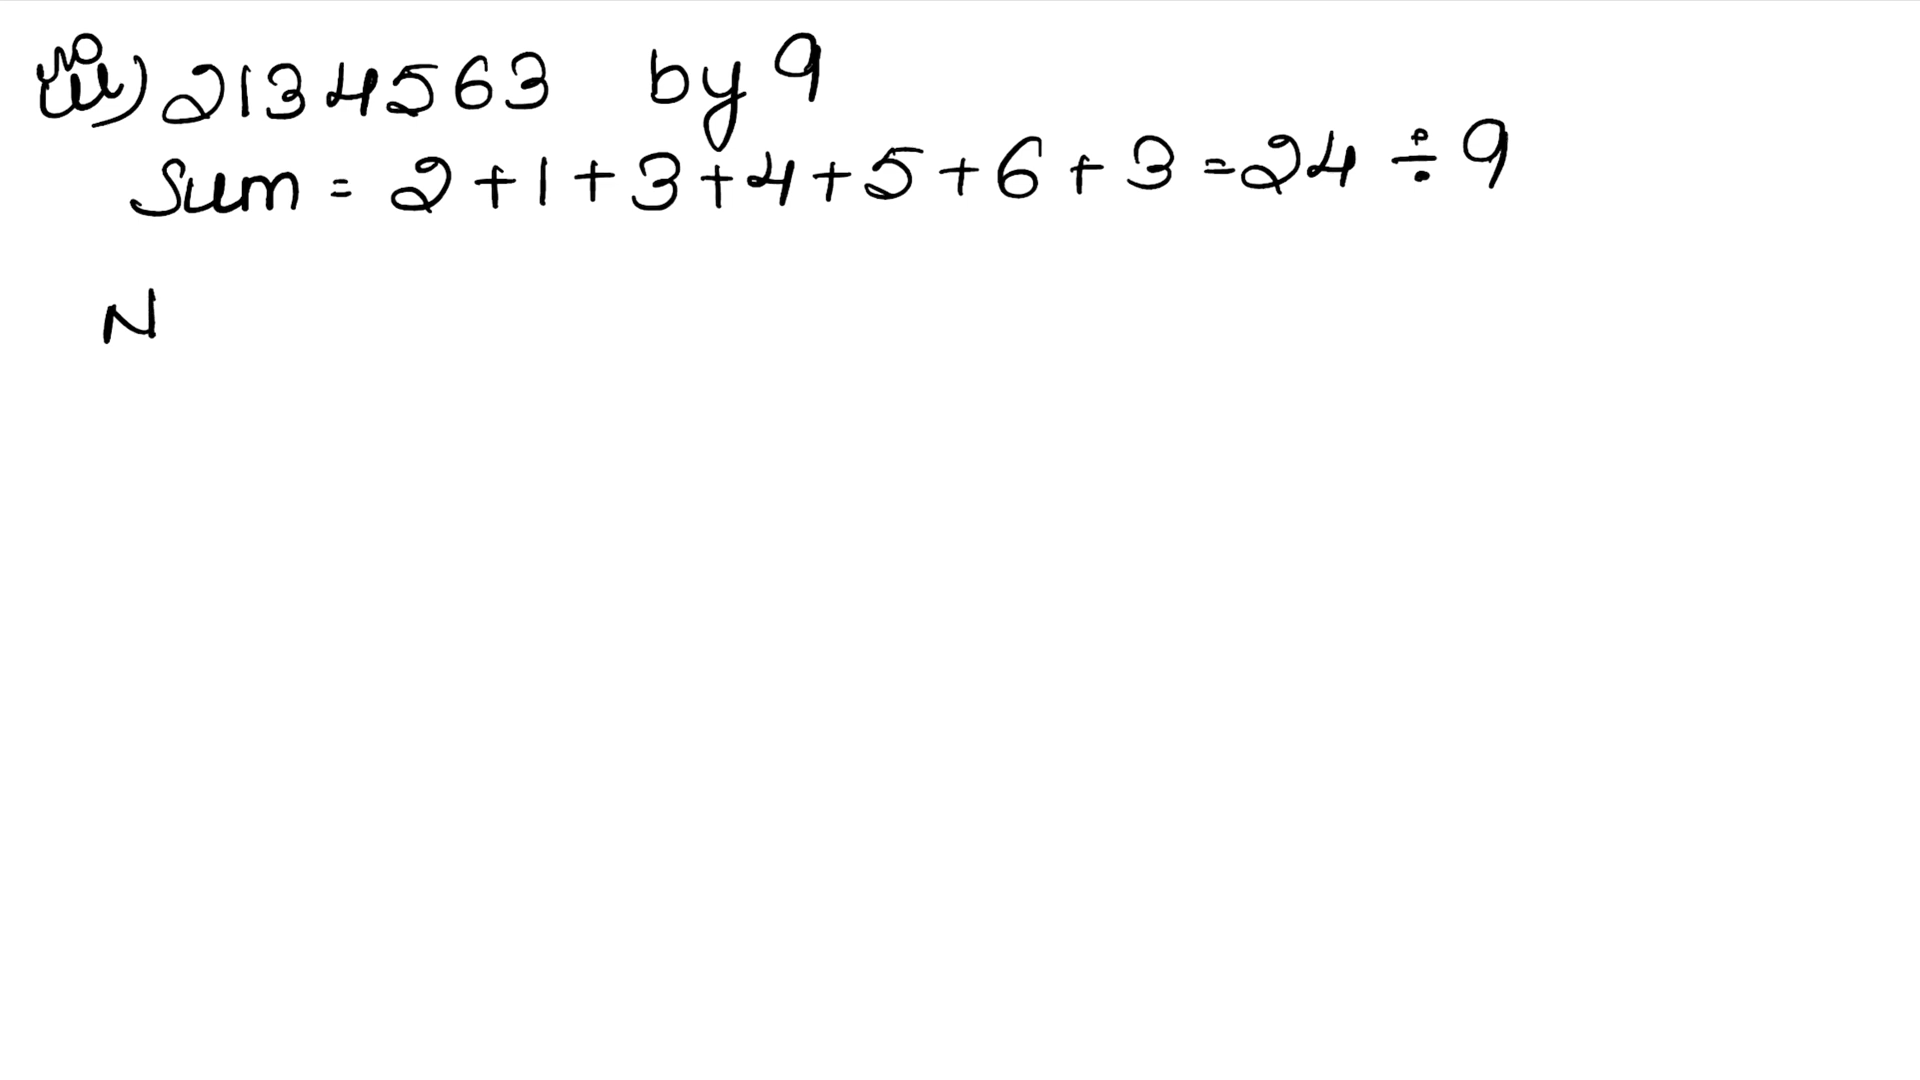 iii) 2134563 by 9
Sum = 2+1+3+4+5+6+3=24÷9
N